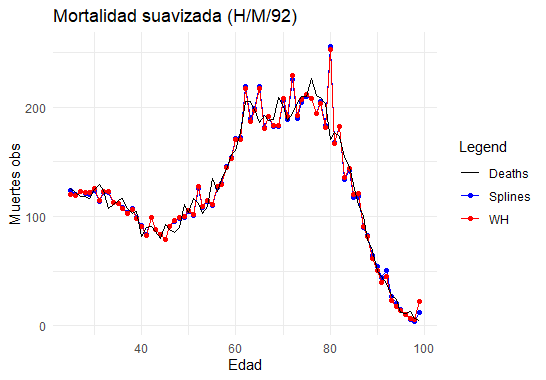 Mortalidad suavizada (H/M/92)
Muertes obs
200
100
0
40
60
80
100
Edad
Legend
Deaths
Splines
WH